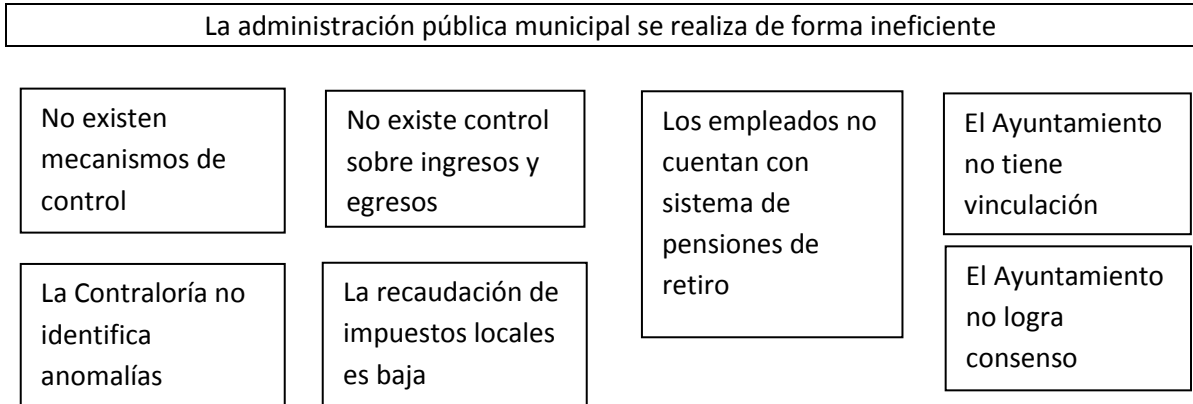 La administración pública municipal se realiza de forma ineficiente
No existen
mecanismos de
control
No existe control
sobre ingresos y
egresos
Los empleados no
cuentan con
sistema de
pensiones de
retiro
El Ayuntamiento
no tiene
vinculación
La Contraloría no
identifica
anomalías
La recaudación de
impuestos locales
es baja
El Ayuntamiento
no logra
consenso